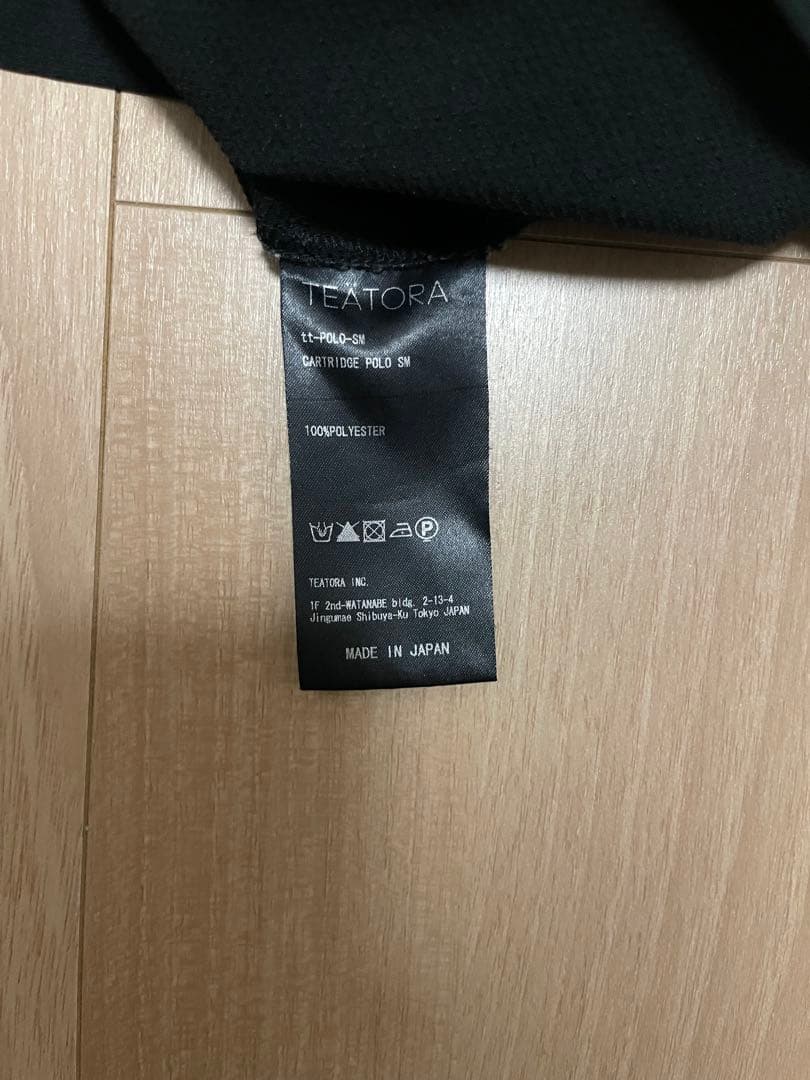 TEATORA
tt-POLO-SM
CARTRIDGE POLO SM
100%POLYESTER
P
TEATORA INC.
1F 2nd-WATANABE bldg. 2-13-4
Jingumae Shibuya-Ku Tokyo JAPAN
MADE IN JAPAN